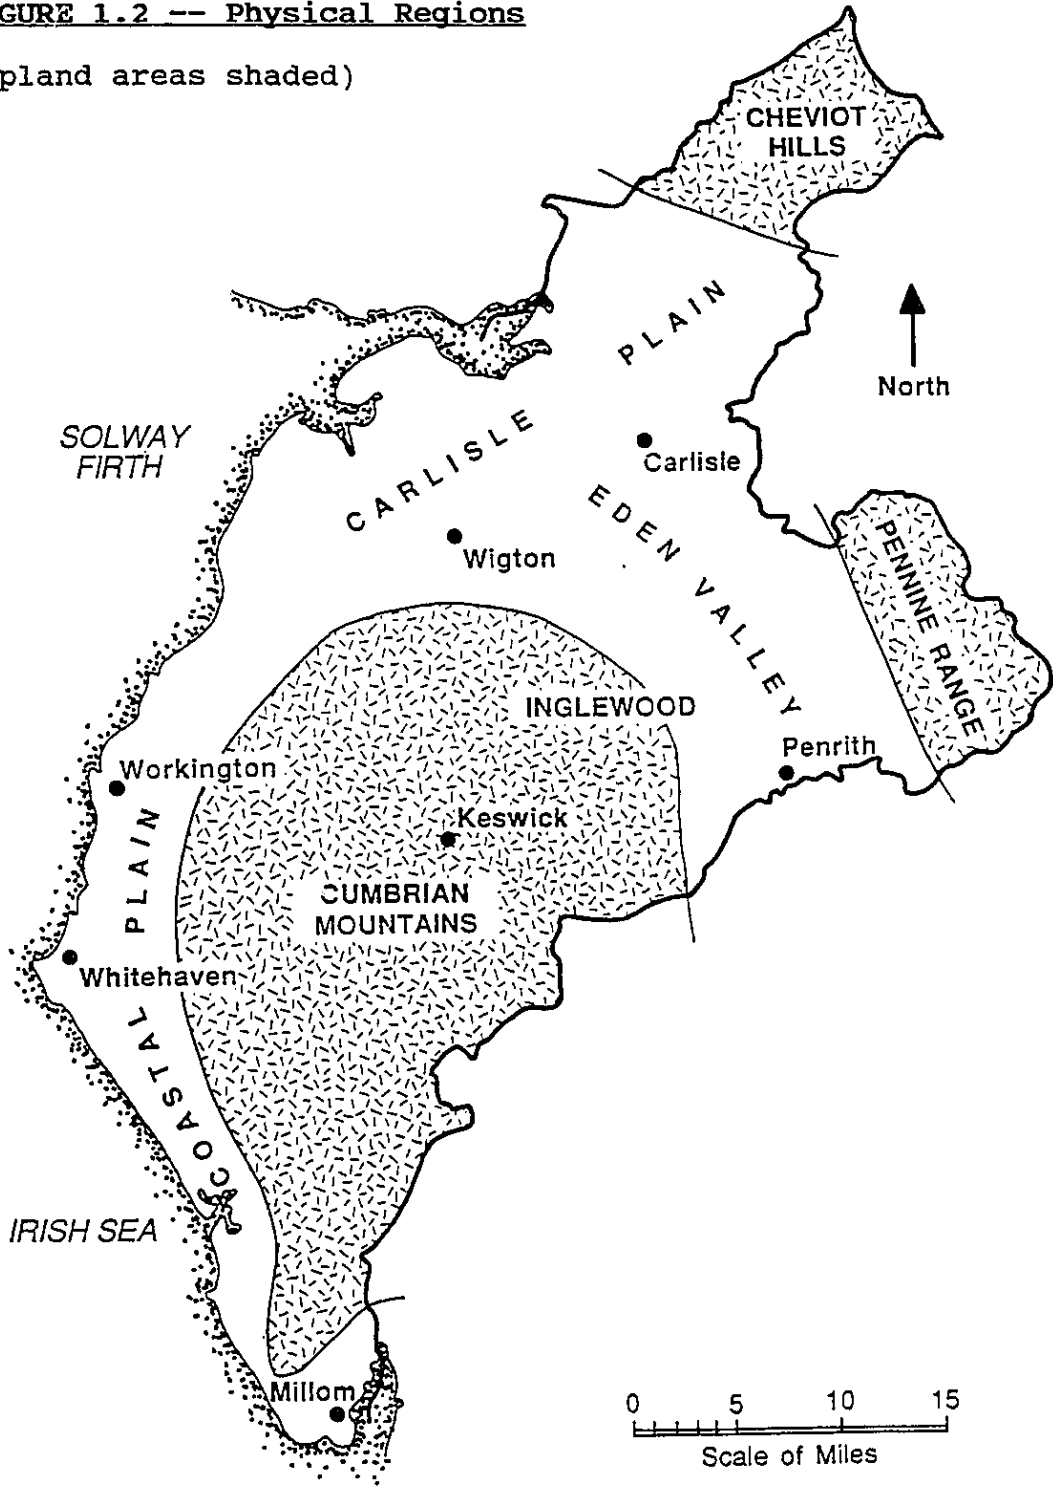 GURE 1.2 -- Physical Regions
pland areas shaded)
CHEVIOT
HILLS
PLAIN
North
SOLWAY
FIRTH
CARLISLE
Carlisle
EDEN VALLEY
Wigton
PENNINE RANGE
INGLEWOOD
Penrith
Workington
Keswick
PLAIN
CUMBRIAN
MOUNTAINS
Whitehaven
COASTAL
IRISH SEA
Millom
0 5 10 15
Scale of Miles